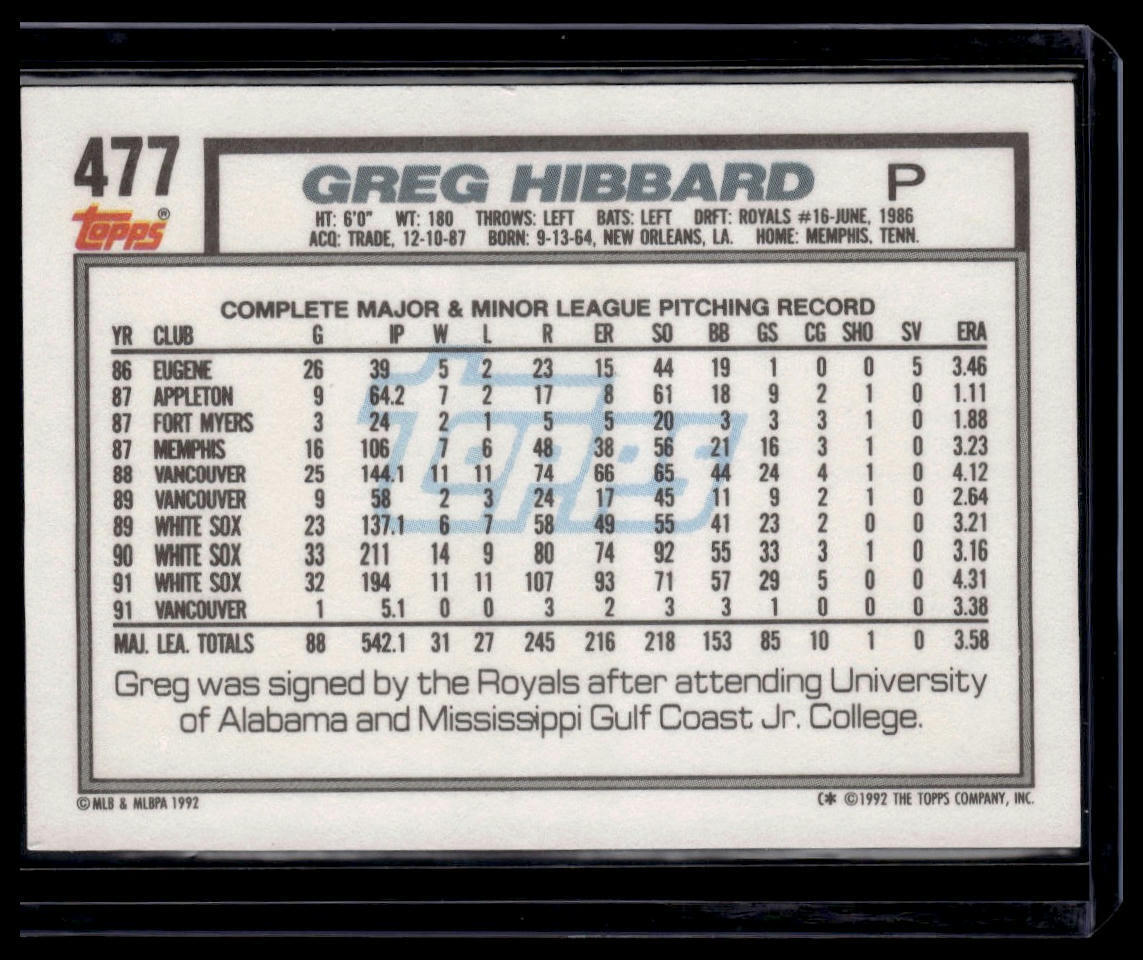 477
GREG HIBBARD P
topps®
HT: 6'0" WT: 180 THROWS: LEFT BATS: LEFT DRFT: ROYALS #16-JUNE, 1986
ACQ: TRADE, 12-10-87 BORN: 9-13-64, NEW ORLEANS, LA. HOME: MEMPHIS, TENN.
COMPLETE MAJOR & MINOR LEAGUE PITCHING RECORD
YR CLUB G IP W L R ER SO BB GS CG SHO SV ERA
86 EUGENE 26 39 5 2 23 15 44 19 1 0 0 5 3.46
87 APPLETON 9 64.2 7 2 17 8 61 18 9 2 1 0 1.11
87 FORT MYERS 3 24 2 1 5 5 20 3 3 3 1 0 1.88
87 MEMPHIS 16 106 7 6 48 38 56 21 16 3 1 0 3.23
88 VANCOUVER 25 144.1 11 11 74 66 65 44 24 4 1 0 4.12
89 VANCOUVER 9 58 2 3 24 17 45 11 9 2 1 0 2.64
89 WHITE SOX 23 137.1 6 7 58 49 55 41 23 2 0 0 3.21
90 WHITE SOX 33 211 14 9 80 74 92 55 33 3 1 0 3.16
91 WHITE SOX 32 194 11 11 107 93 71 57 29 5 0 0 4.31
91 VANCOUVER 1 5.1 0 0 3 2 3 3 1 0 0 0 3.38
MAJ. LEA. TOTALS 88 542.1 31 27 245 216 218 153 85 10 1 0 3.58
topps
Greg was signed by the Royals after attending University
of Alabama and Mississippi Gulf Coast Jr. College.
© MLB & MLBPA 1992
C* ©1992 THE TOPPS COMPANY, INC.